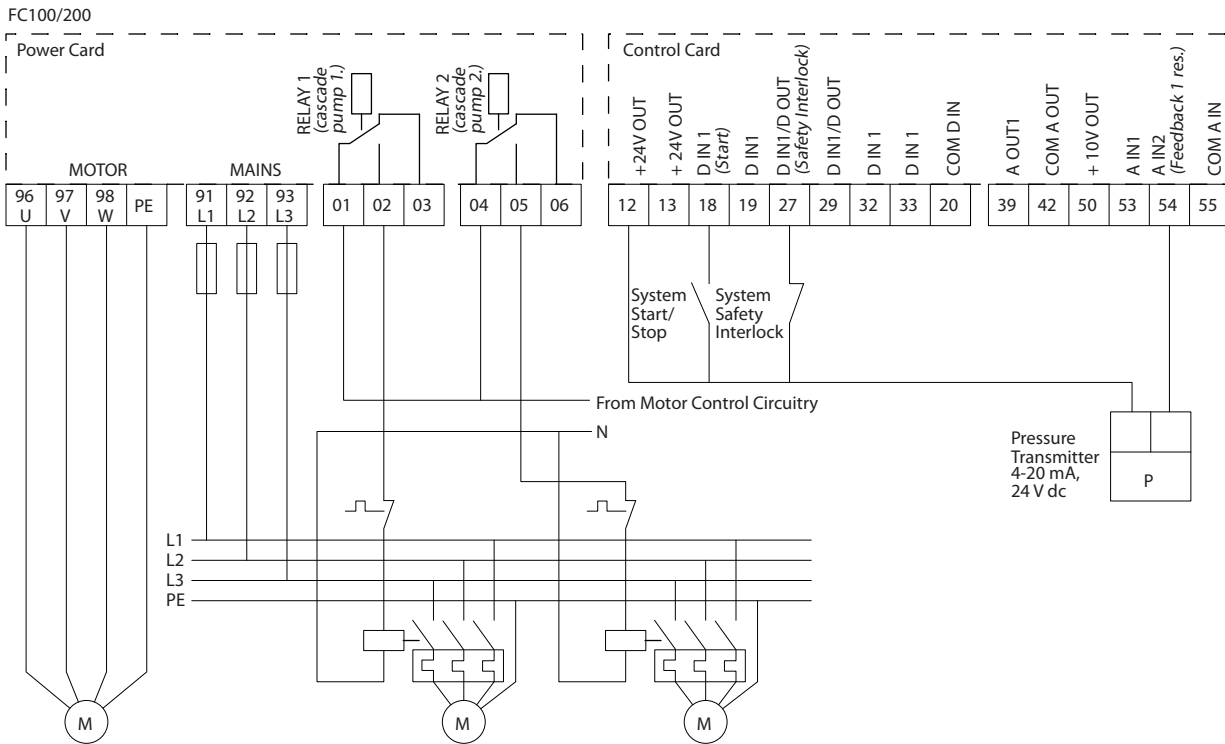 FC100/200
Power Card
Control Card
RELAY 1
(cascade
pump 1.)
RELAY 2
(cascade
pump 2.)
+24V OUT
+ 24V OUT
D IN 1
(Start)
D IN1
D IN1/D OUT
(Safety Interlock)
D IN1/D OUT
D IN 1
D IN 1
COM D IN
A OUT1
COM A OUT
+ 10V OUT
A IN1
A IN2
(Feedback 1 res.)
COM A IN
MOTOR
MAINS
96 97 98 PE
U V W
91 92 93
L1 L2 L3
01 02 03
04 05 06
12 13 18 19 27 29 32 33 20
39 42 50 53 54 55
System
Start/
Stop
System
Safety
Interlock
From Motor Control Circuitry
N
Pressure
Transmitter
4-20 mA,
24 V dc
P
L1
L2
L3
PE
M
M
M